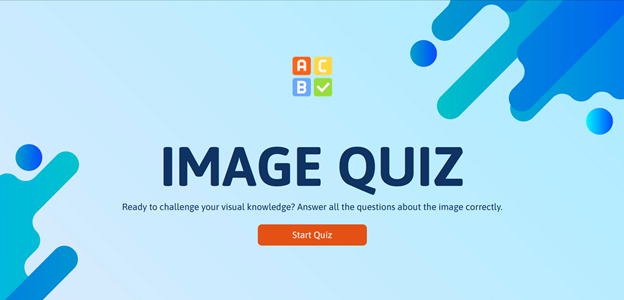 A C
B
IMAGE QUIZ
Ready to challenge your visual knowledge? Answer all the questions about the image correctly.
Start Quiz